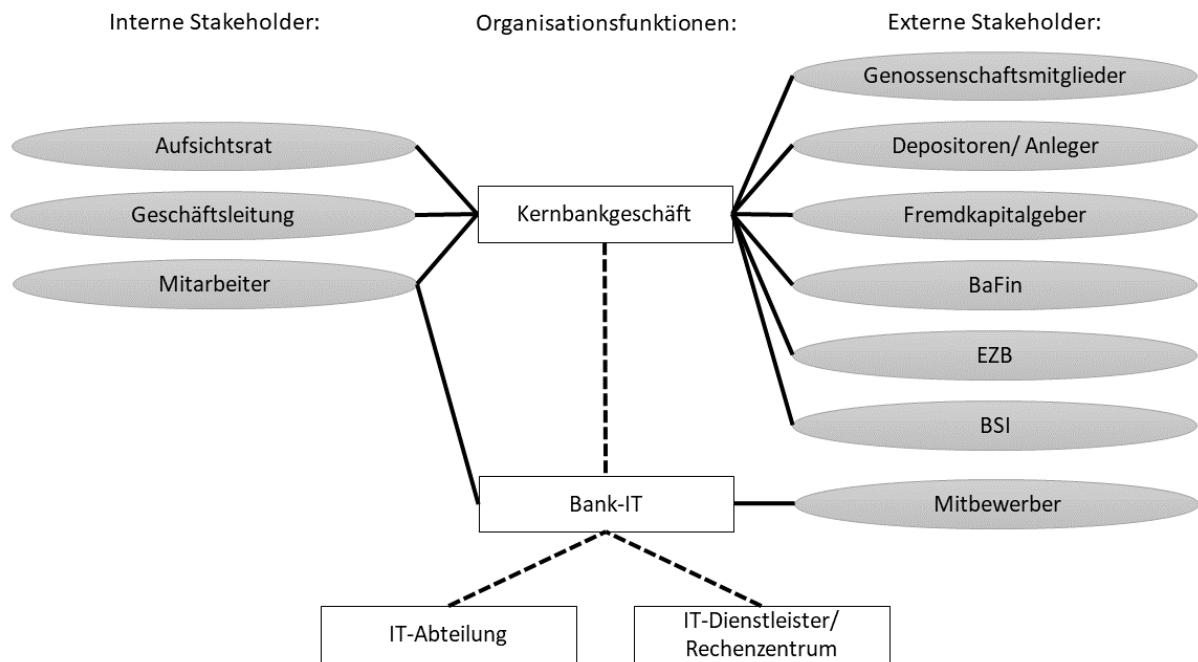 Interne Stakeholder:
Organisationsfunktionen:
Externe Stakeholder:
Aufsichtsrat
Geschäftsleitung
Mitarbeiter
Kernbankgeschäft
Bank-IT
IT-Abteilung
IT-Dienstleister/
Rechenzentrum
Genossenschaftsmitglieder
Depositoren/ Anleger
Fremdkapitalgeber
BaFin
EZB
BSI
Mitbewerber